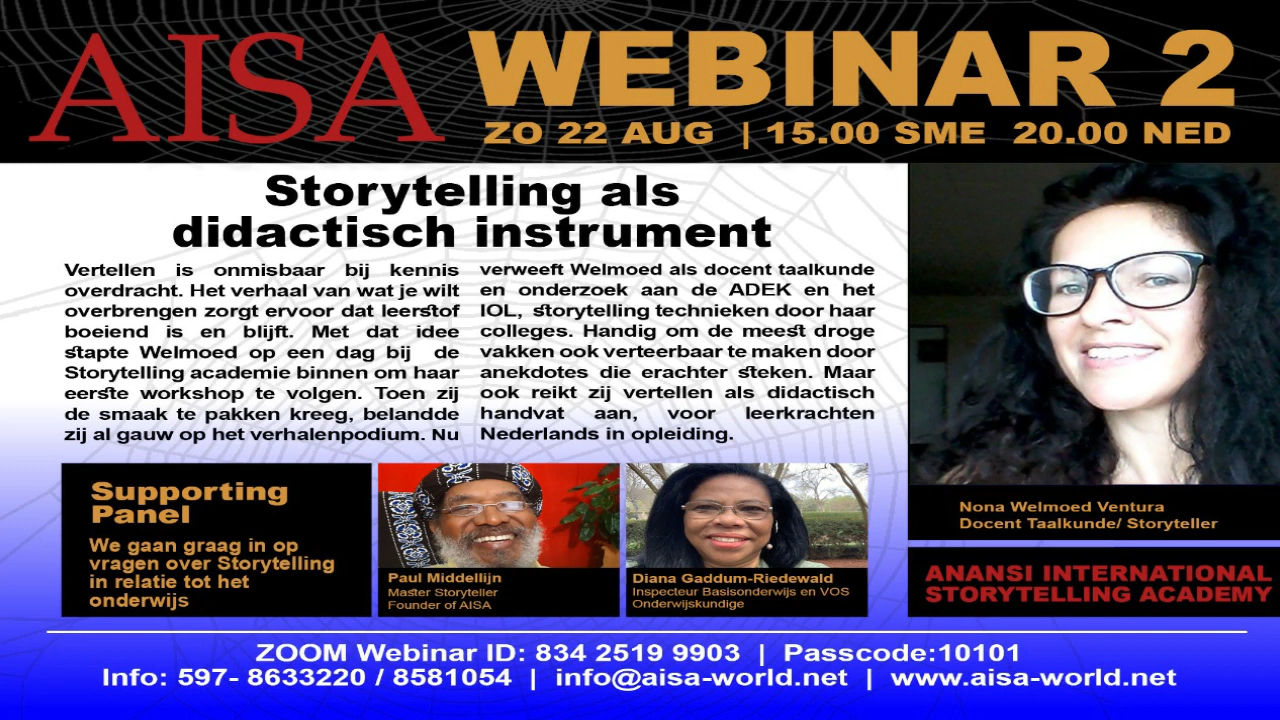 AISA
WEBINAR 2
ZO 22 AUG | 15.00 SME 20.00 NED
Storytelling als
didactisch instrument
Vertellen is onmisbaar bij kennis
overdracht. Het verhaal van wat je wilt
overbrengen zorgt ervoor dat leerstof
boeiend is en blijft. Met dat idee
stapte Welmoed op een dag bij de
Storytelling academie binnen om haar
eerste workshop te volgen. Toen zij
de smaak te pakken kreeg, belandde
zij al gauw op het verhalenpodium. Nu
verweeft Welmoed als docent taalkunde
en onderzoek aan de ADEK en het
IOL, storytelling technieken door haar
colleges. Handig om de meest droge
vakken ook verteerbaar te maken door
anekdotes die erachter steken. Maar
ook reikt zij vertellen als didactisch
handvat aan, voor leerkrachten
Nederlands in opleiding.
Nona Welmoed Ventura
Docent Taalkunde/ Storyteller
Supporting
Panel
We gaan graag in op
vragen over Storytelling
in relatie tot het
onderwijs
Paul Middellijn
Master Storyteller
Founder of AISA
Diana Gaddum-Riedewald
Inspecteur Basisonderwijs en VOS
Onderwijskundige
ANANSI INTERNATIONAL
STORYTELLING ACADEMY
ZOOM Webinar ID: 834 2519 9903 | Passcode:10101
Info: 597- 8633220 / 8581054 | info@aisa-world.net | www.aisa-world.net